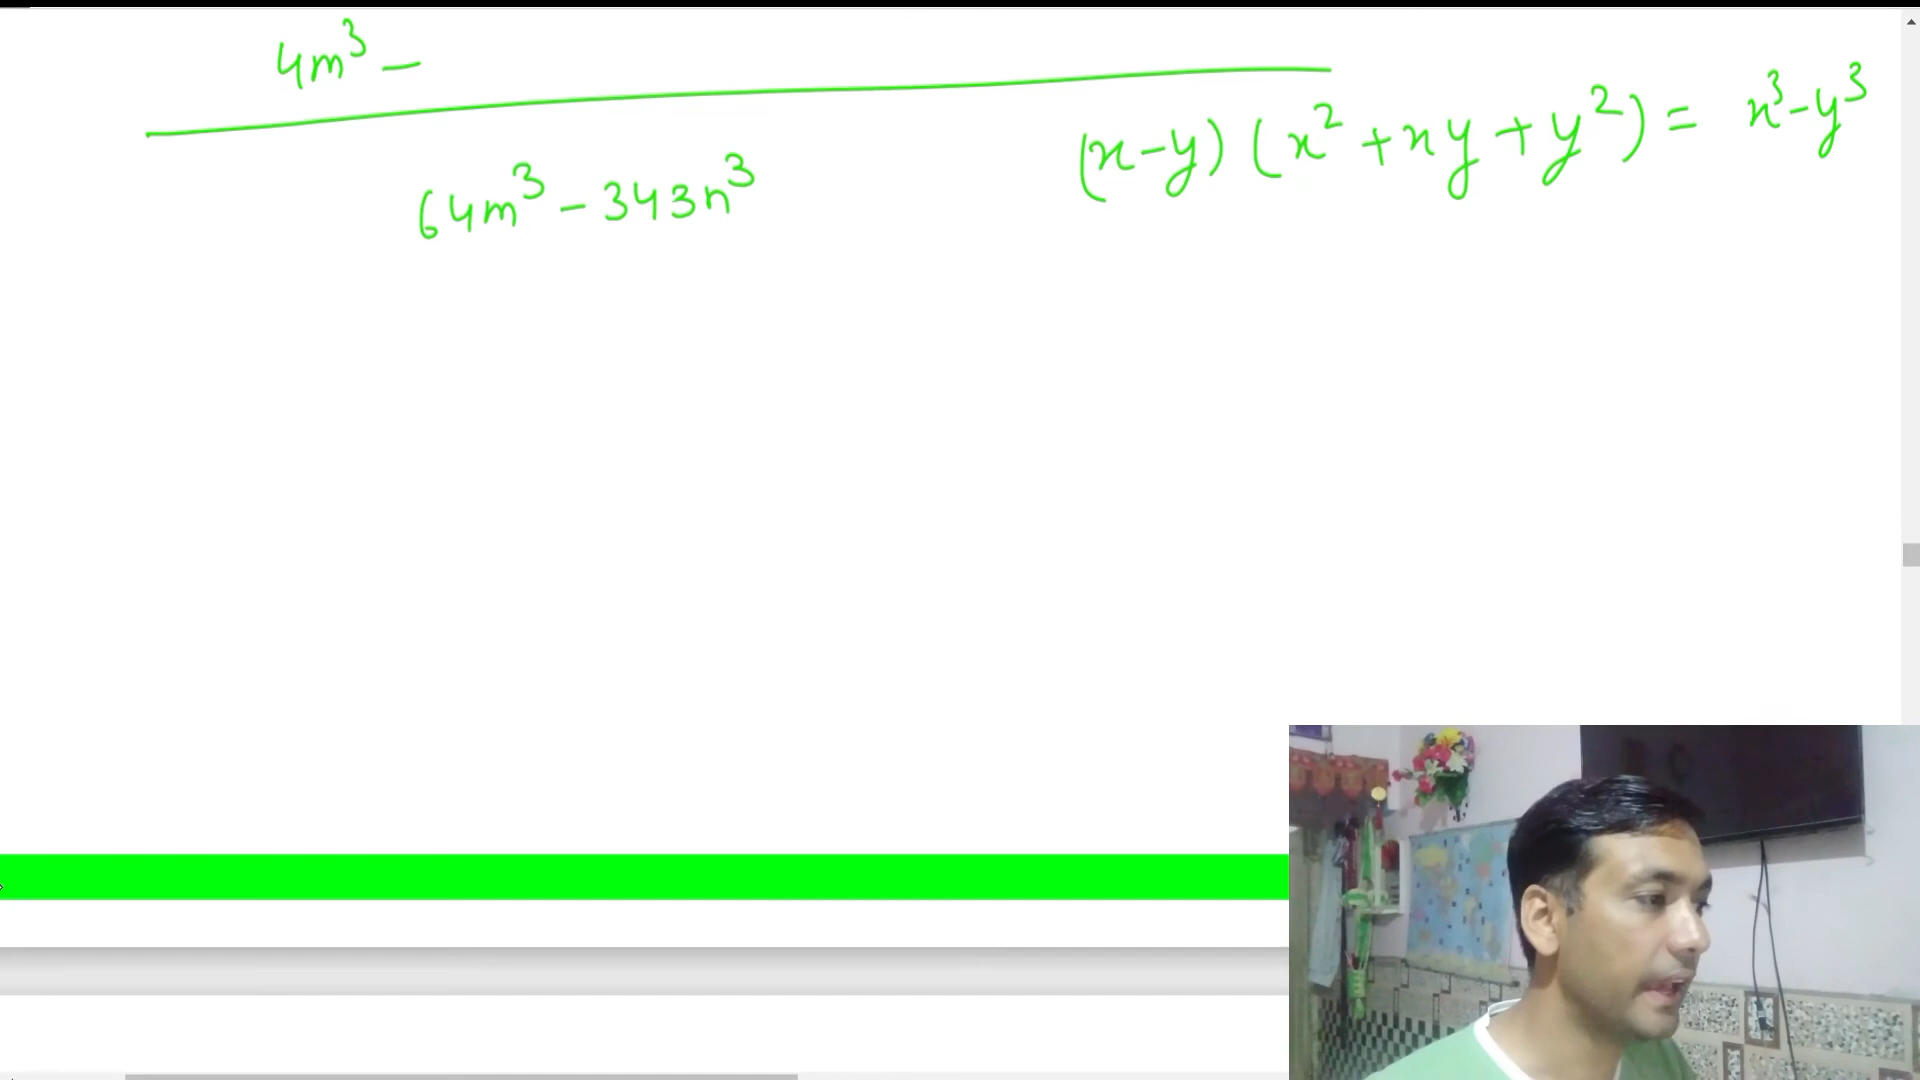 4m³ –
(x-y) (x²+xy+y²) = x³-y³
64m³ - 343n³